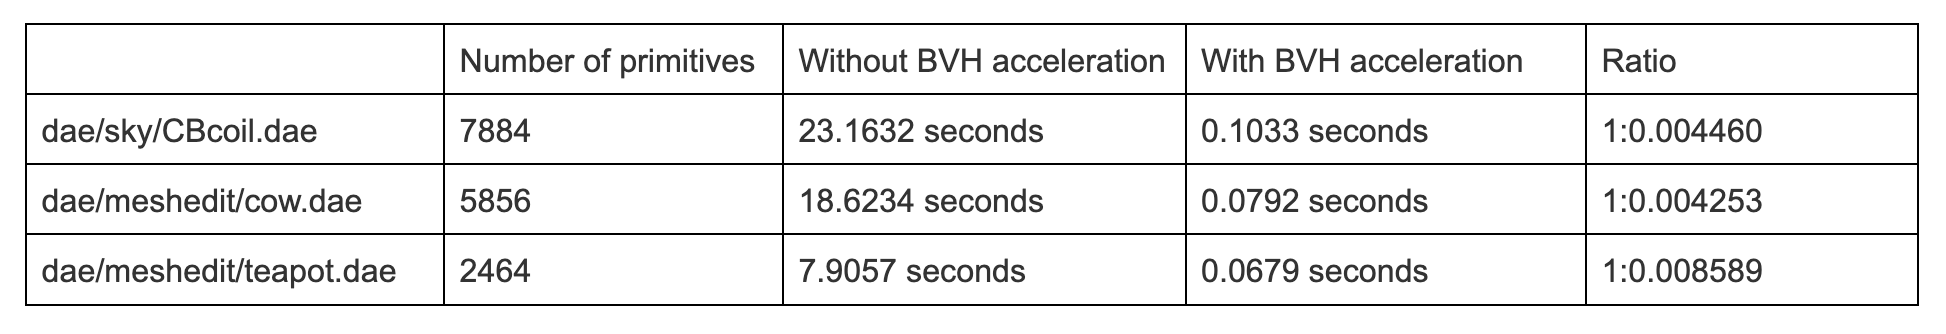 Number of primitives Without BVH acceleration With BVH acceleration Ratio
dae/sky/CBcoil.dae 7884 23.1632 seconds 0.1033 seconds 1:0.004460
dae/meshedit/cow.dae 5856 18.6234 seconds 0.0792 seconds 1:0.004253
dae/meshedit/teapot.dae 2464 7.9057 seconds 0.0679 seconds 1:0.008589